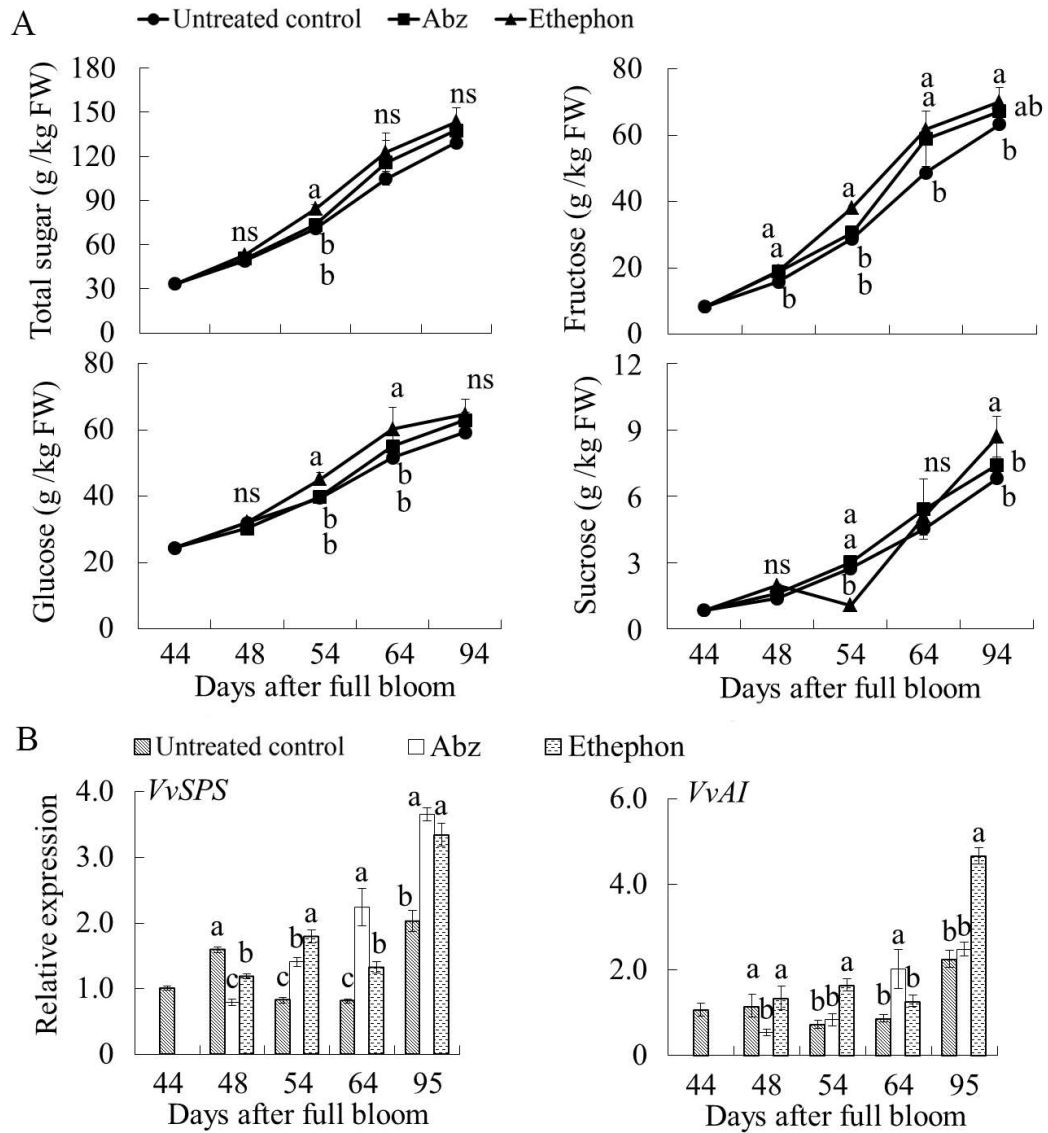 A
Untreated control Abz Ethephon
Total sugar (g /kg FW)
180
150
120
90
60
30
0
ns
a
b
b
ns
ns
Fructose (g /kg FW)
80
60
40
20
0
a
a
b
a
b
b
a
a
b
a
ab
b
Glucose (g /kg FW)
80
60
40
20
0
ns
a
b
b
a
b
b
ns
44 48 54 64 94
Days after full bloom
Sucrose (g /kg FW)
12
9
6
3
0
ns
a
a
b
ns
a
b
b
44 48 54 64 94
Days after full bloom
B
Untreated control Abz Ethephon
Relative expression
VvSPS
4.0
3.0
2.0
1.0
0
a
c
b
c
b
a
c
a
b
b
a
a
44 48 54 64 95
Days after full bloom
VvAI
6.0
4.0
2.0
0
a
b
a
b
b
a
b
a
b
b
b
a
44 48 54 64 95
Days after full bloom